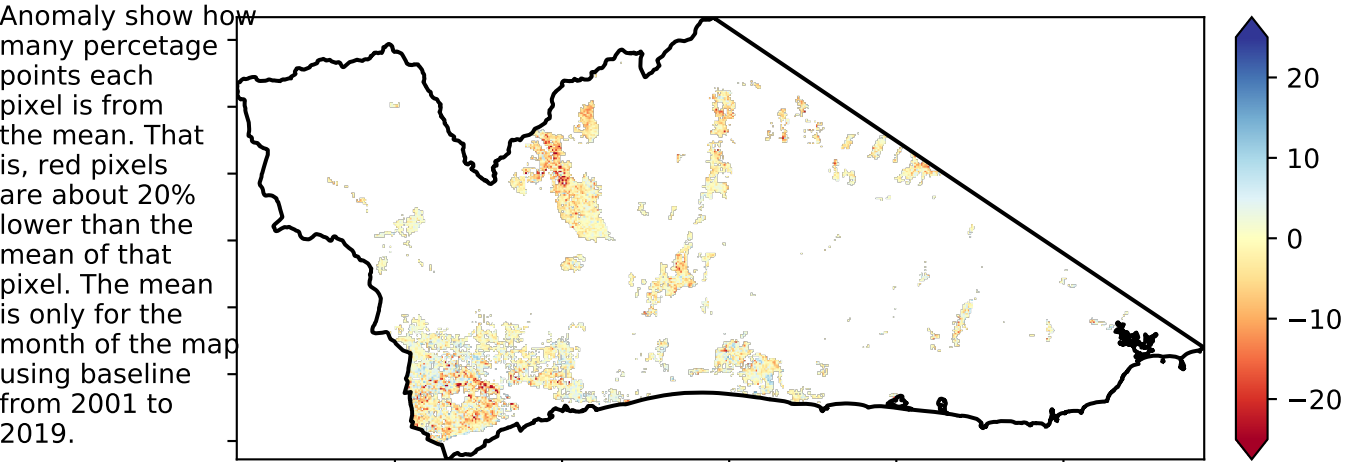 Anomaly show how
many percetage
points each
pixel is from
the mean. That
is, red pixels
are about 20%
lower than the
mean of that
pixel. The mean
is only for the
month of the map
using baseline
from 2001 to
2019.
20
10
0
−10
−20